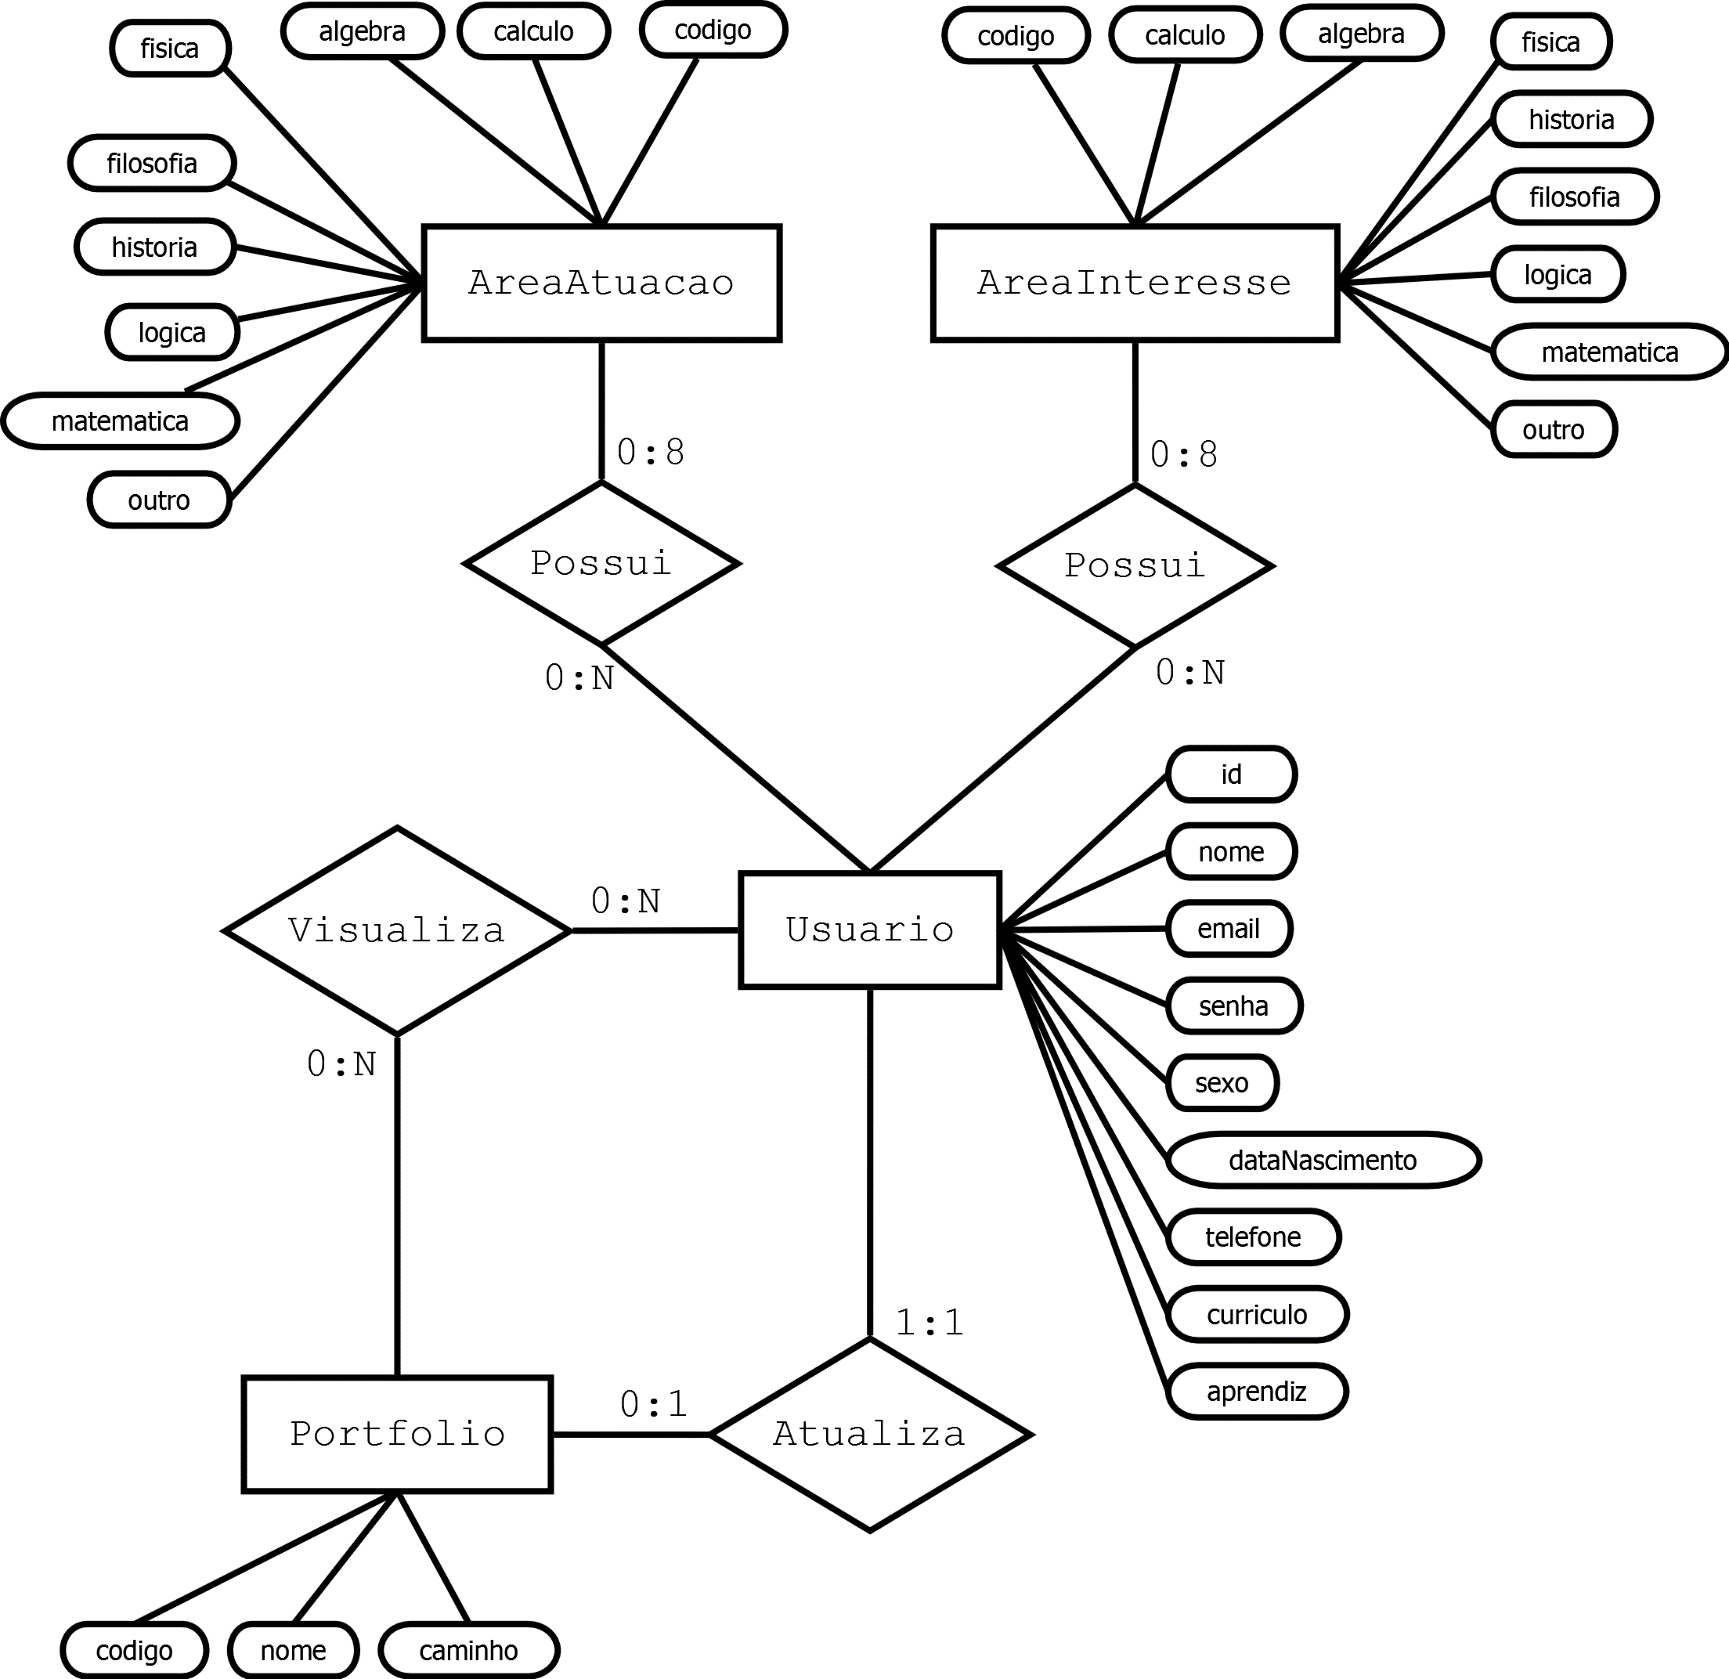 fisica
algebra
calculo
codigo
codigo
calculo
algebra
fisica
filosofia
historia
logica
matematica
outro
historia
filosofia
logica
matematica
outro
AreaAtuacao
AreaInteresse
0:8
0:8
Possui
Possui
0:N
0:N
Visualiza
0:N
Usuario
id
nome
email
senha
sexo
dataNascimento
telefone
curriculo
aprendiz
0:N
1:1
Portfolio
0:1
Atualiza
codigo
nome
caminho